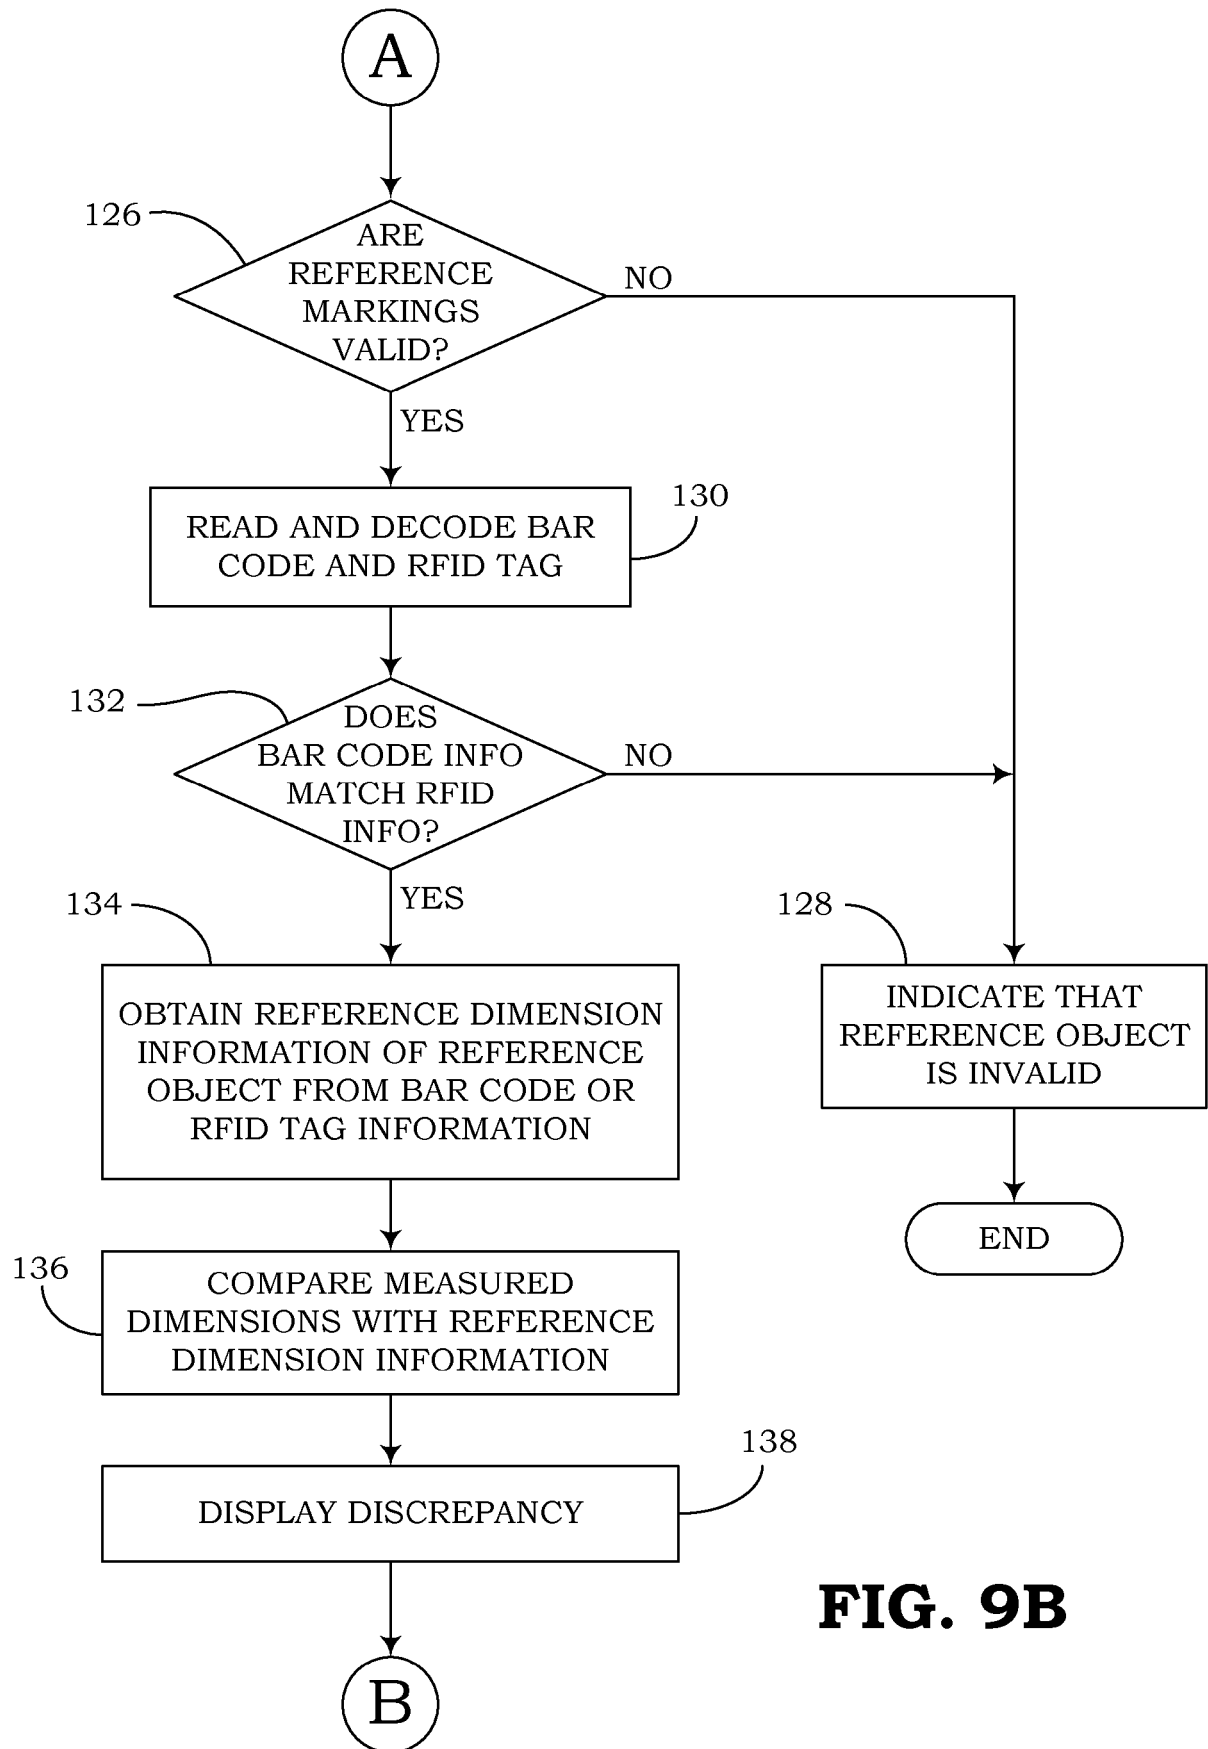 A
126
ARE
REFERENCE
MARKINGS
VALID?
NO
YES
130
READ AND DECODE BAR
CODE AND RFID TAG
132
DOES
BAR CODE INFO
MATCH RFID
INFO?
NO
YES
134
128
OBTAIN REFERENCE DIMENSION
INFORMATION OF REFERENCE
OBJECT FROM BAR CODE OR
RFID TAG INFORMATION
INDICATE THAT
REFERENCE OBJECT
IS INVALID
END
136
COMPARE MEASURED
DIMENSIONS WITH REFERENCE
DIMENSION INFORMATION
138
DISPLAY DISCREPANCY
FIG. 9B
B